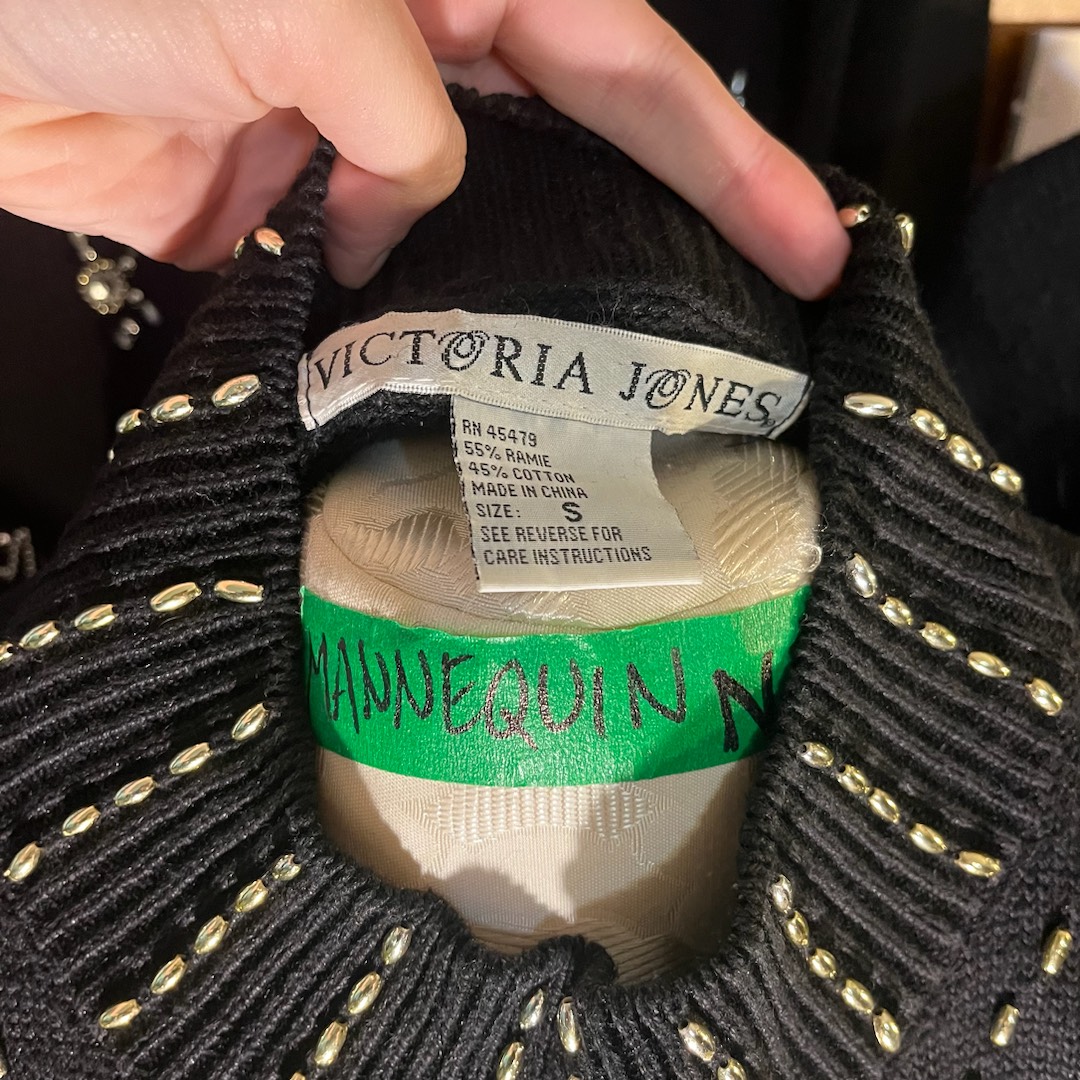 VICTORIA JONES
RN 45479
55% RAMIE
45% COTTON
MADE IN CHINA
SIZE: S
SEE REVERSE FOR
CARE INSTRUCTIONS
MANNEQUIN N